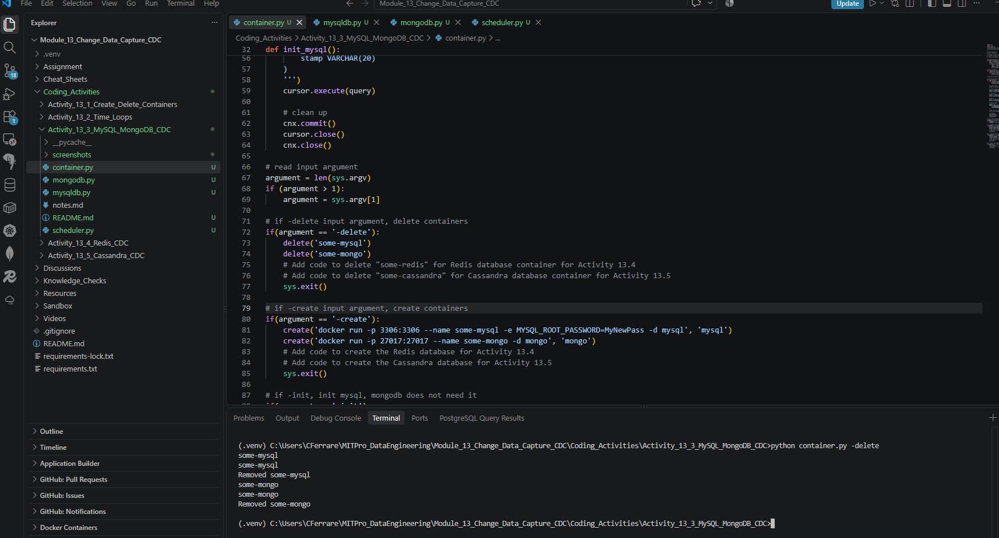 File Edit Selection View Go Run Terminal Help
Module_13_Change_Data_Capture_CDC
Update
Explorer
Module_13_Change_Data_Capture_CDC
.venv
Assignment
Cheat_Sheets
Coding_Activities
Activity_13_1_Create_Delete_Containers
Activity_13_2_Time_Loops
Activity_13_3_MySQL_MongoDB_CDC
__pycache__
screenshots
container.py U
mongodb.py U
mysqldb.py U
notes.md
README.md U
scheduler.py U
Activity_13_4_Redis_CDC
Activity_13_5_Cassandra_CDC
Discussions
Knowledge_Checks
Resources
Sandbox
Videos
.gitignore
README.md
requirements-lock.txt
requirements.txt
Outline
Timeline
Application Builder
GitHub: Pull Requests
GitHub: Issues
GitHub: Notifications
Docker Containers
18
1
container.py U mysqldb.py U mongodb.py U scheduler.py U
Coding_Activities > Activity_13_3_MySQL_MongoDB_CDC > container.py > ...
32 def init_mysql():
56 stamp VARCHAR(20)
57 )
58 ''')
59 cursor.execute(query)
60
61 # clean up
62 cnx.commit()
63 cursor.close()
64 cnx.close()
65
66 # read input argument
67 argument = len(sys.argv)
68 if (argument > 1):
69 argument = sys.argv[1]
70
71 # if -delete input argument, delete containers
72 if(argument == '-delete'):
73 delete('some-mysql')
74 delete('some-mongo')
75 # Add code to delete "some-redis" for Redis database container for Activity 13.4
76 # Add code to delete "some-cassandra" for Cassandra database container for Activity 13.5
77 sys.exit()
78
79 # if -create input argument, create containers
80 if(argument == '-create'):
81 create('docker run -p 3306:3306 --name some-mysql -e MYSQL_ROOT_PASSWORD=MyNewPass -d mysql', 'mysql')
82 create('docker run -p 27017:27017 --name some-mongo -d mongo', 'mongo')
83 # Add code to create the Redis database for Activity 13.4
84 # Add code to create the Cassandra database for Activity 13.5
85 sys.exit()
86
87 # if -init, init mysql, mongodb does not need it
Problems Output Debug Console Terminal Ports PostgreSQL Query Results
(.venv) C:\Users\CFerrare\MITPro_DataEngineering\Module_13_Change_Data_Capture_CDC\Coding_Activities\Activity_13_3_MySQL_MongoDB_CDC>python container.py -delete
some-mysql
some-mysql
Removed some-mysql
some-mongo
some-mongo
Removed some-mongo
(.venv) C:\Users\CFerrare\MITPro_DataEngineering\Module_13_Change_Data_Capture_CDC\Coding_Activities\Activity_13_3_MySQL_MongoDB_CDC>